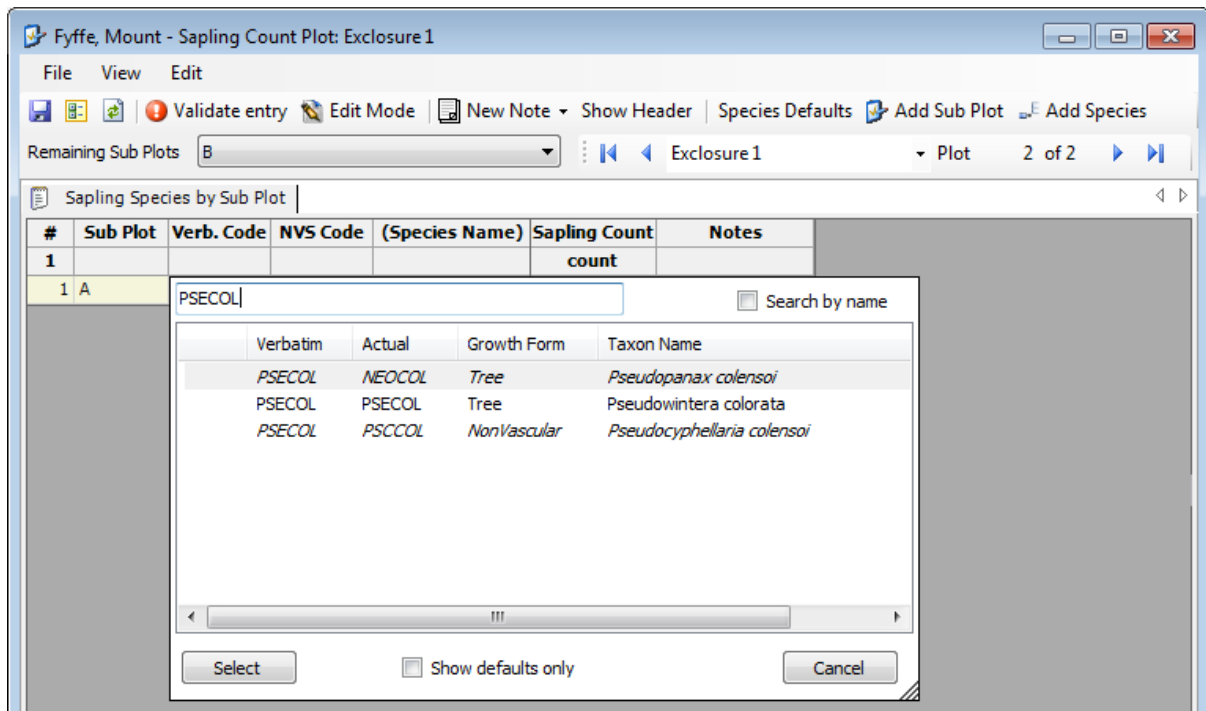 Fyffe, Mount - Sapling Count Plot: Exclosure 1
File View Edit
Validate entry Edit Mode New Note Show Header Species Defaults Add Sub Plot Add Species
Remaining Sub Plots B Exclosure 1 Plot 2 of 2
Sapling Species by Sub Plot
# Sub Plot Verb. Code NVS Code (Species Name) Sapling Count Notes
1 count
1 A
PSECOL Search by name
Verbatim Actual Growth Form Taxon Name
PSECOL NEOCOL Tree Pseudopanax colensoi
PSECOL PSECOL Tree Pseudowintera colorata
PSECOL PSCCOL NonVascular Pseudocyphellaria colensoi
Select Show defaults only Cancel